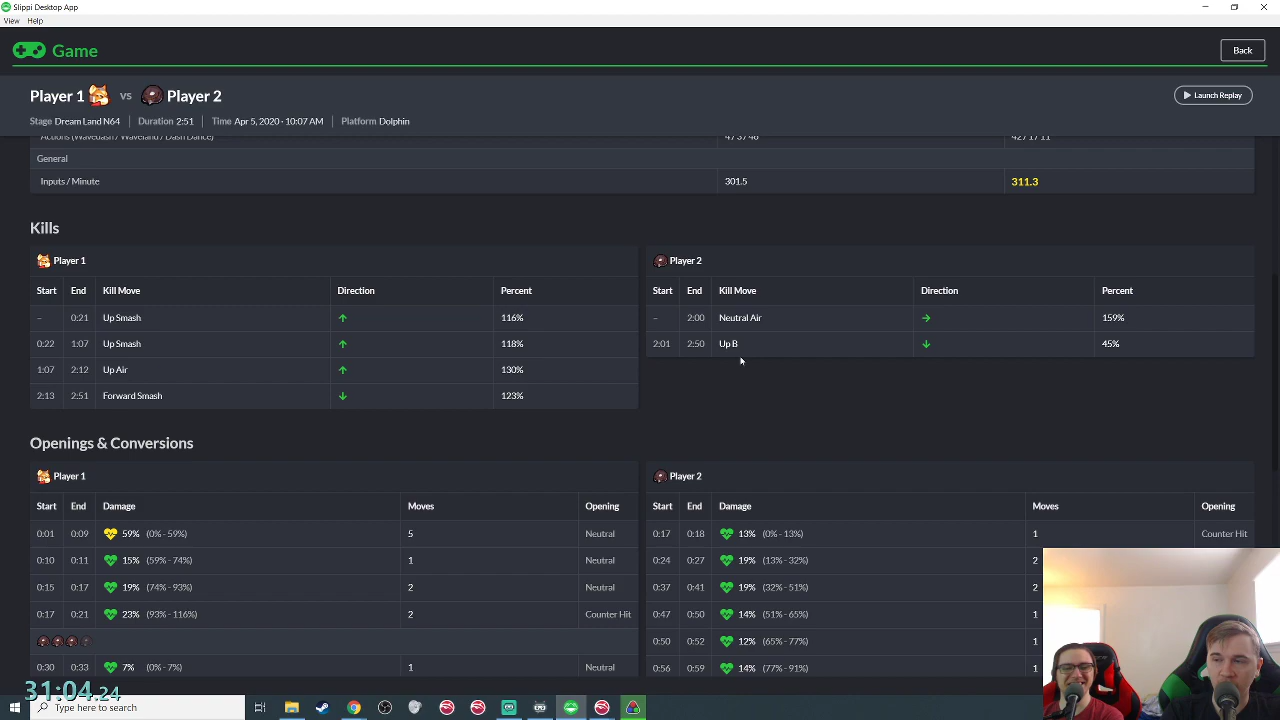 Slippi Desktop App
View Help
Game
Back
Player 1 vs Player 2
Launch Replay
Stage Dream Land N64 Duration 2:51 Time Apr 5, 2020 · 10:07 AM Platform Dolphin
Actions (Wavedash / Waveland / Dash Dance)
General
Inputs / Minute 301.5 311.3
Kills
Player 1
Start End Kill Move Direction Percent
– 0:21 Up Smash ↑ 116%
0:22 1:07 Up Smash ↑ 118%
1:07 2:12 Up Air ↑ 130%
2:13 2:51 Forward Smash ↓ 123%
Player 2
Start End Kill Move Direction Percent
– 2:00 Neutral Air → 159%
2:01 2:50 Up B ↓ 45%
Openings & Conversions
Player 1
Start End Damage Moves Opening
0:01 0:09 59% (0% - 59%) 5 Neutral
0:10 0:11 15% (59% - 74%) 1 Neutral
0:15 0:17 19% (74% - 93%) 2 Neutral
0:17 0:21 23% (93% - 116%) 2 Counter Hit
0:30 0:33 7% (0% - 7%) 1 Neutral
Player 2
Start End Damage Moves Opening
0:17 0:18 13% (0% - 13%) 1 Counter Hit
0:24 0:27 19% (13% - 32%) 2
0:37 0:41 19% (32% - 51%) 2
0:47 0:50 14% (51% - 65%) 1
0:50 0:52 12% (65% - 77%) 1
0:56 0:59 14% (77% - 91%) 1
31:04.24
Type here to search